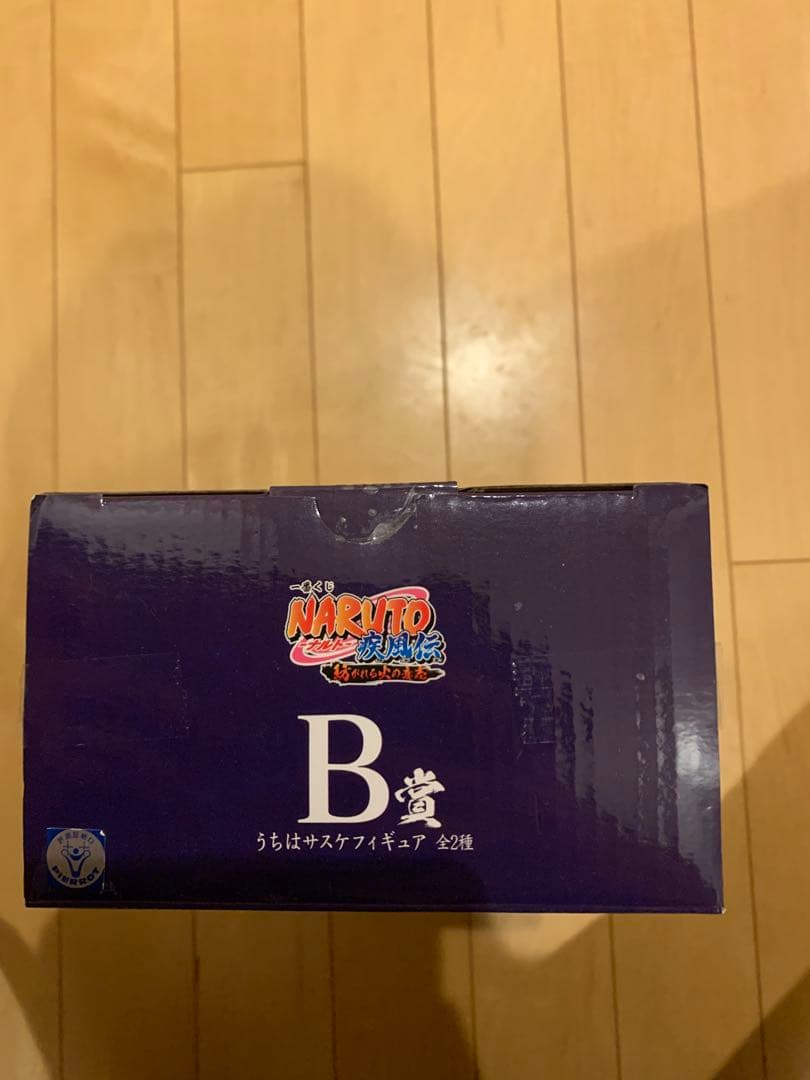 一番くじ
NARUTO
-ナルト-
疾風伝
紡がれる火の意志
B賞
うちはサスケフィギュア 全2種
PIERROT